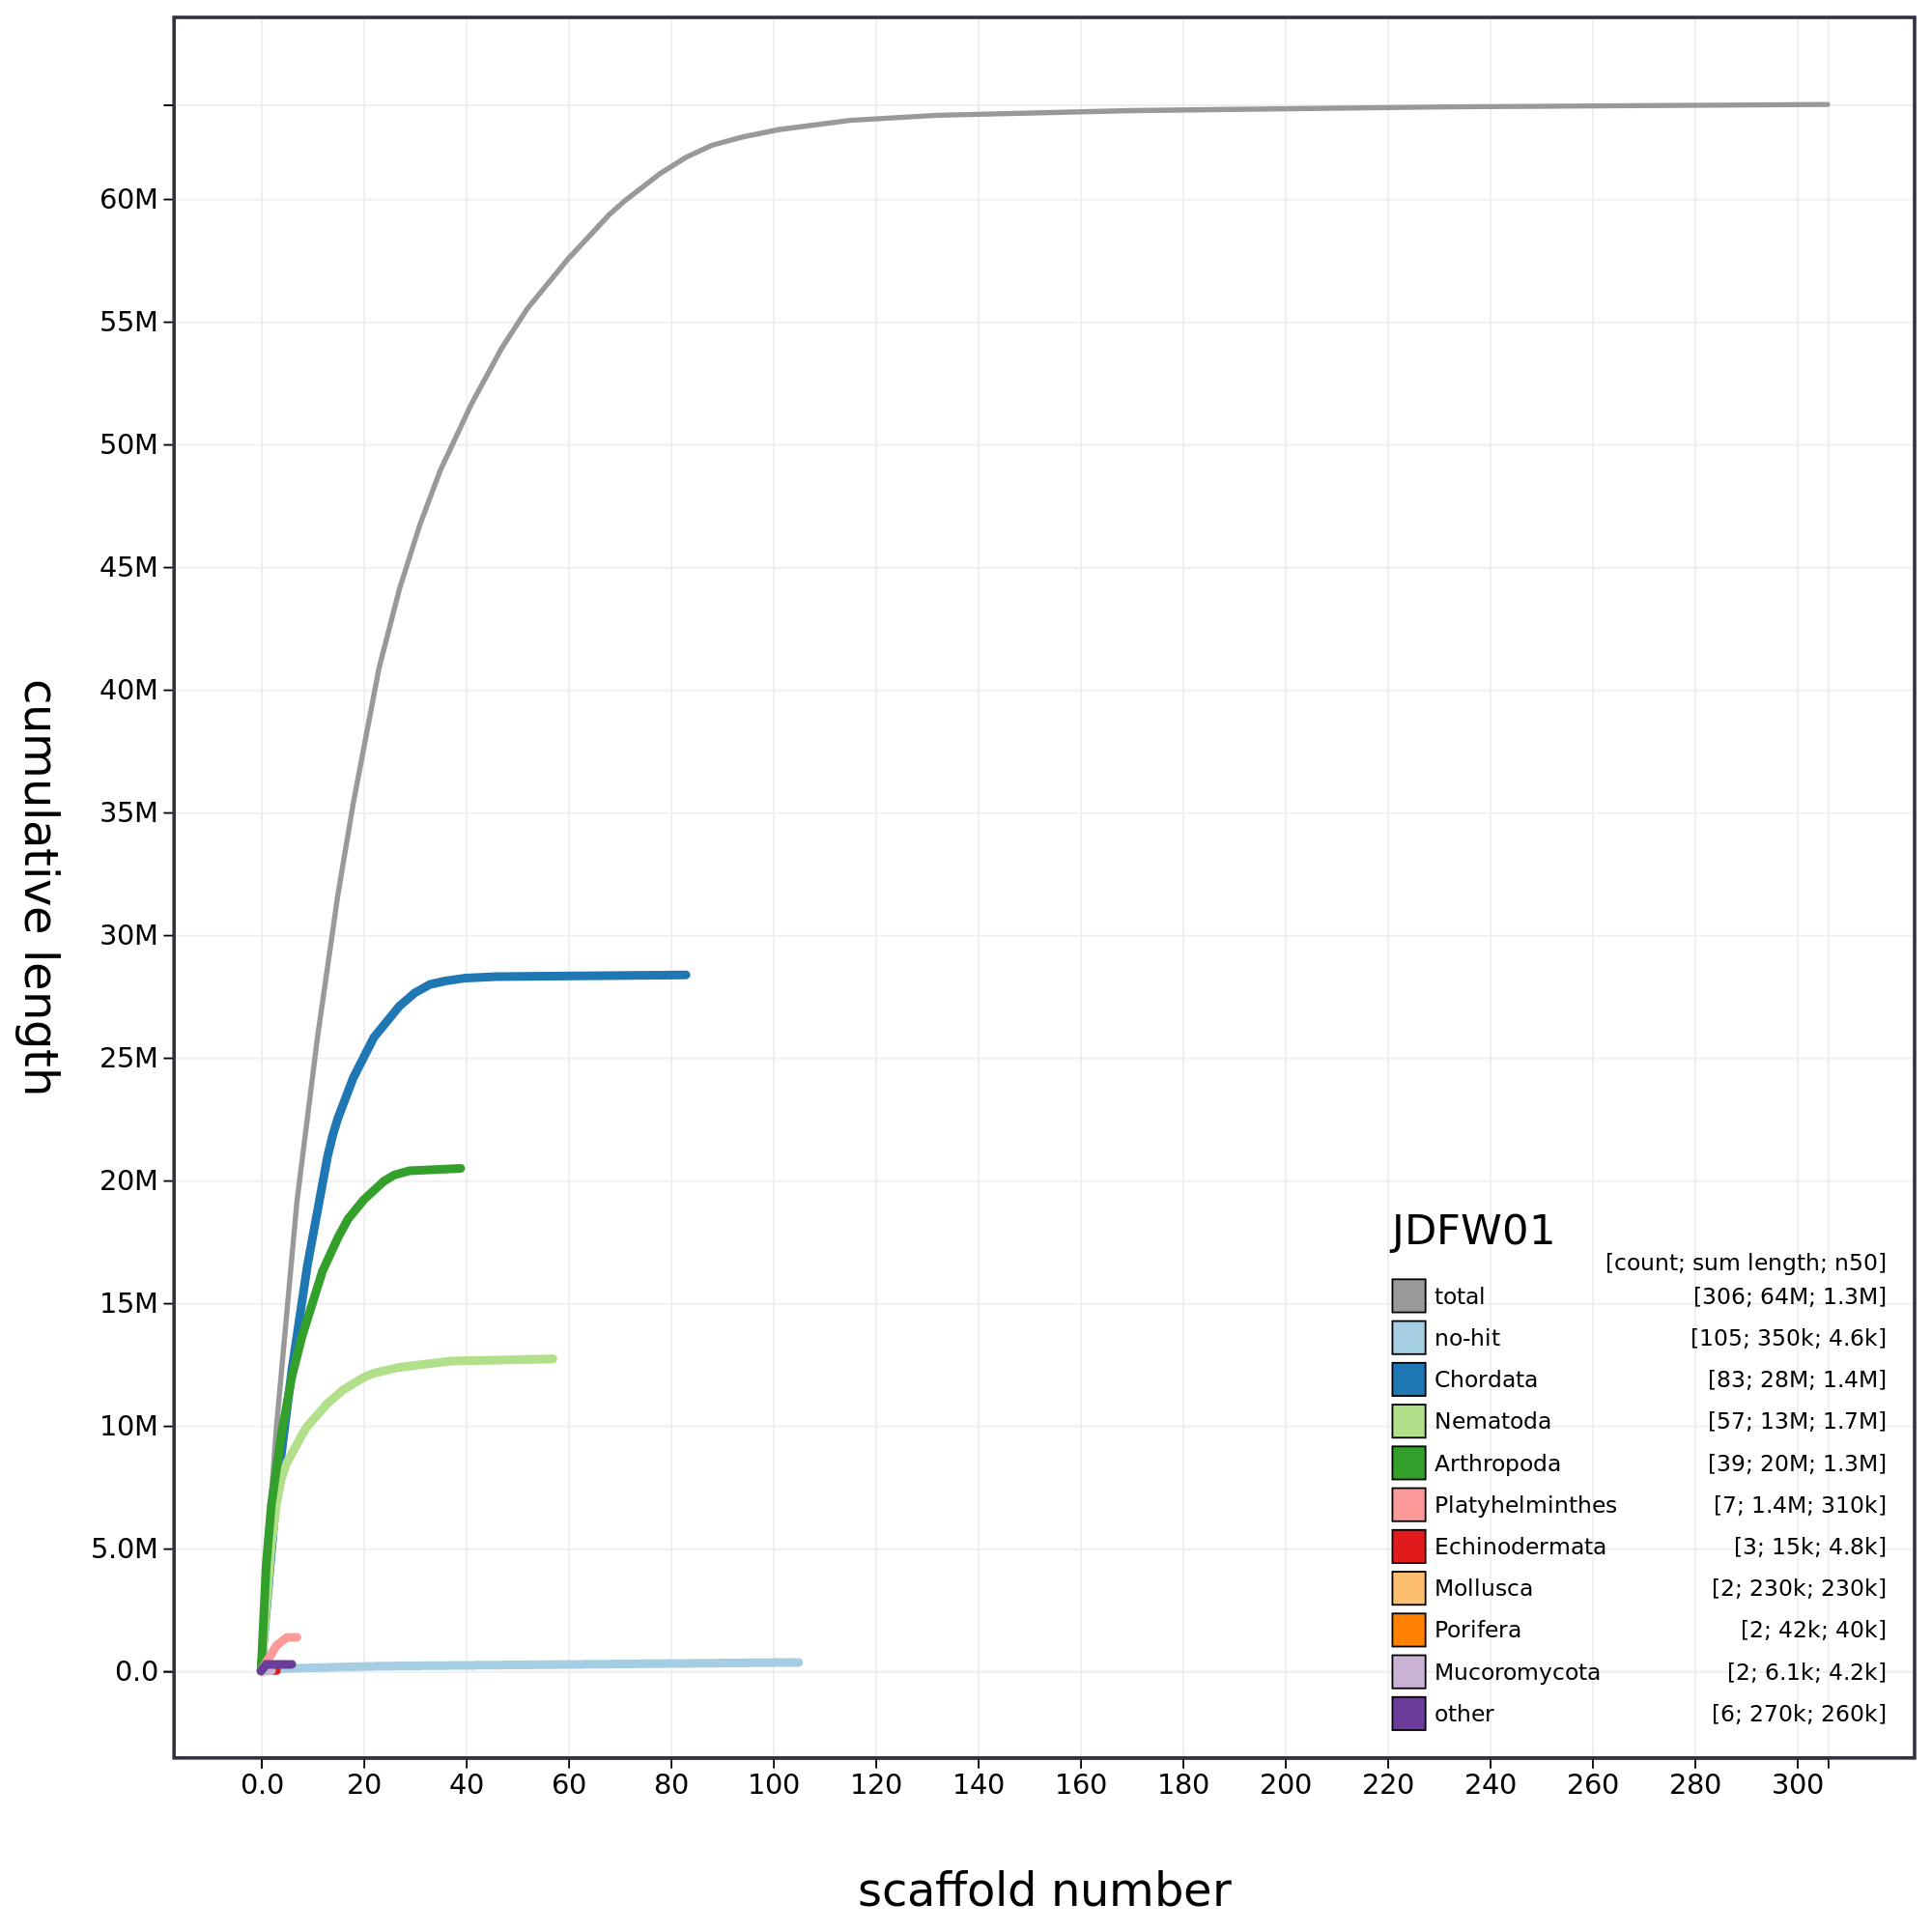 60M
55M
50M
45M
40M
35M
30M
25M
20M
15M
10M
5.0M
0.0
cumulative length
JDFW01
[count; sum length; n50]
total [306; 64M; 1.3M]
no-hit [105; 350k; 4.6k]
Chordata [83; 28M; 1.4M]
Nematoda [57; 13M; 1.7M]
Arthropoda [39; 20M; 1.3M]
Platyhelminthes [7; 1.4M; 310k]
Echinodermata [3; 15k; 4.8k]
Mollusca [2; 230k; 230k]
Porifera [2; 42k; 40k]
Mucoromycota [2; 6.1k; 4.2k]
other [6; 270k; 260k]
0.0 20 40 60 80 100 120 140 160 180 200 220 240 260 280 300
scaffold number